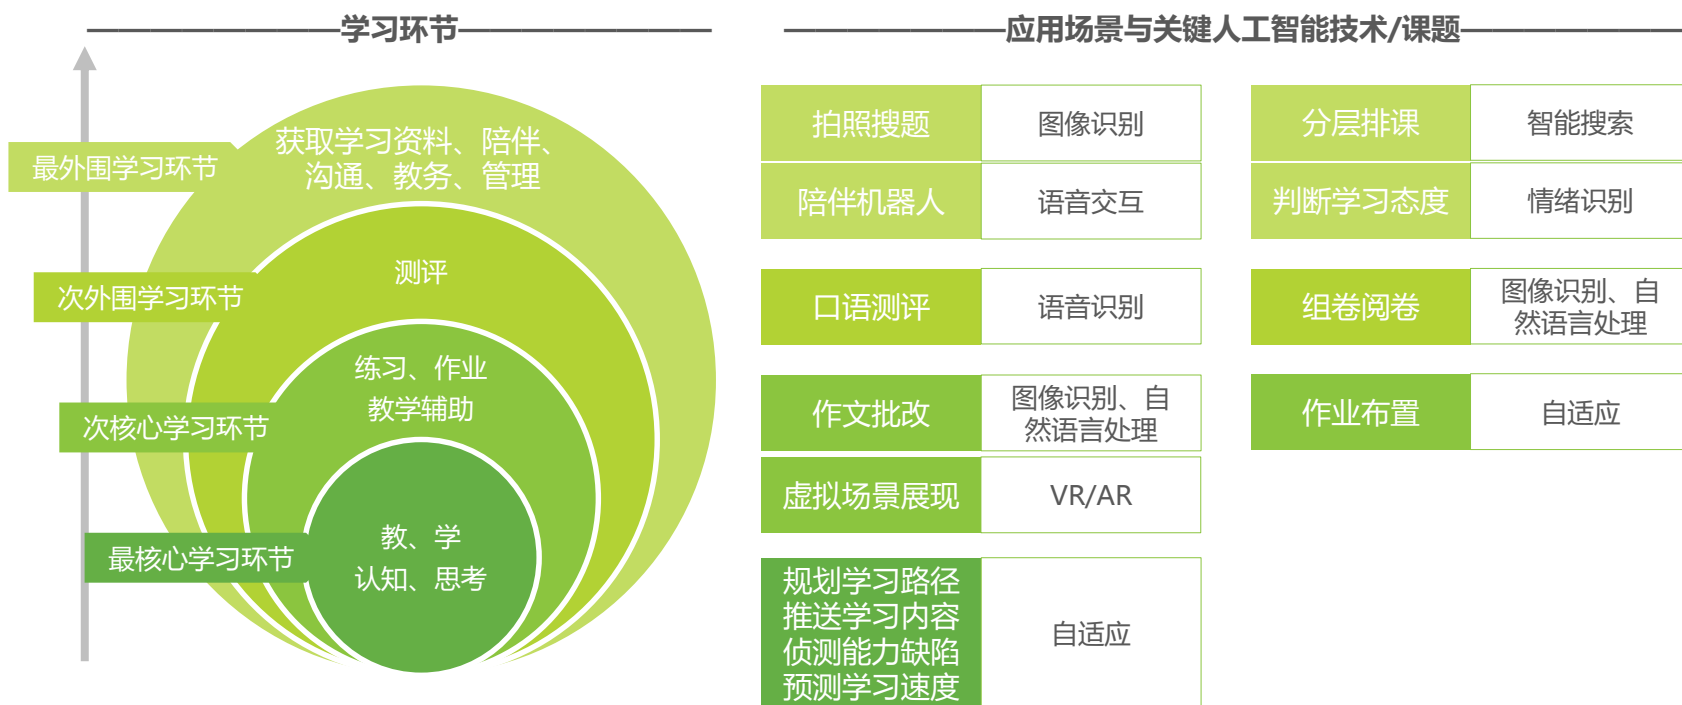 学习环节
应用场景与关键人工智能技术/课题
最外围学习环节
获取学习资料、陪伴、
沟通、教务、管理
次外围学习环节
测评
次核心学习环节
练习、作业
教学辅助
最核心学习环节
教、学
认知、思考
拍照搜题
图像识别
分层排课
智能搜索
陪伴机器人
语音交互
判断学习态度
情绪识别
口语测评
语音识别
组卷阅卷
图像识别、自
然语言处理
作文批改
图像识别、自
然语言处理
作业布置
自适应
虚拟场景展现
VR/AR
规划学习路径
推送学习内容
侦测能力缺陷
预测学习速度
自适应